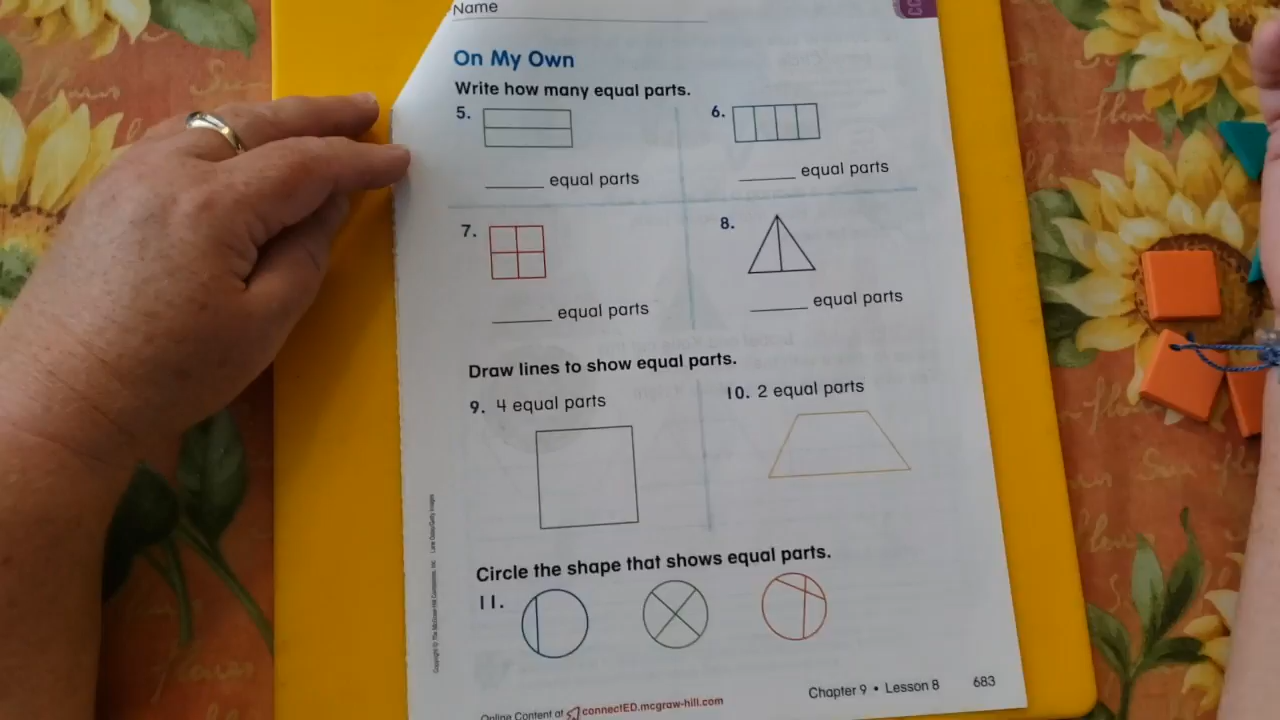 Name
CC
On My Own
Write how many equal parts.
5.
6.
equal parts
equal parts
7.
8.
equal parts
equal parts
Draw lines to show equal parts.
9. 4 equal parts
10. 2 equal parts
Circle the shape that shows equal parts.
11.
Chapter 9 • Lesson 8 683
Online Content at connectED.mcgraw-hill.com